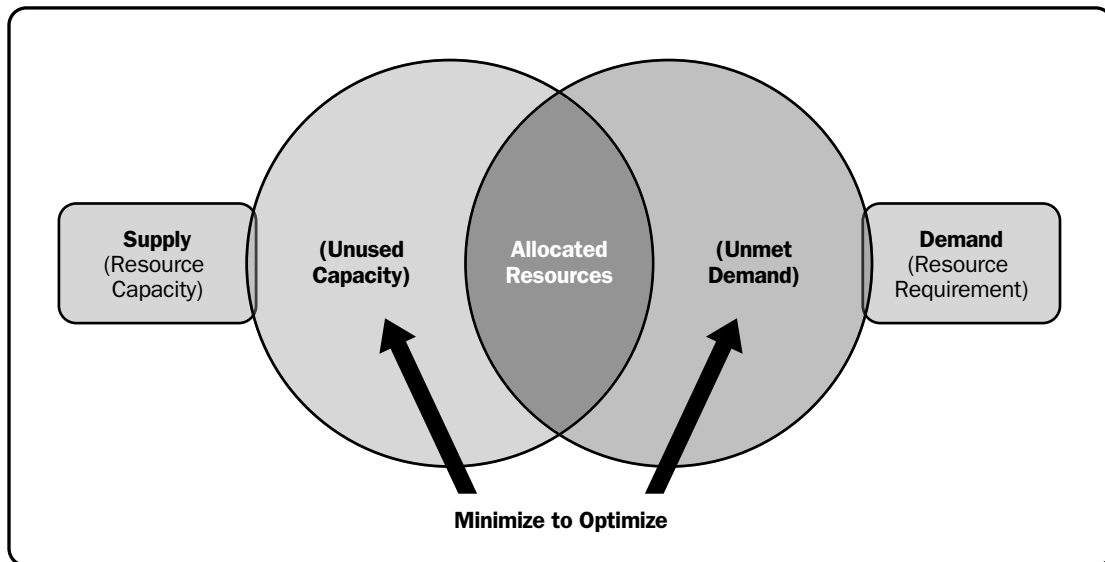 Supply
(Resource
Capacity)
(Unused
Capacity)
Allocated
Resources
(Unmet
Demand)
Demand
(Resource
Requirement)
Minimize to Optimize